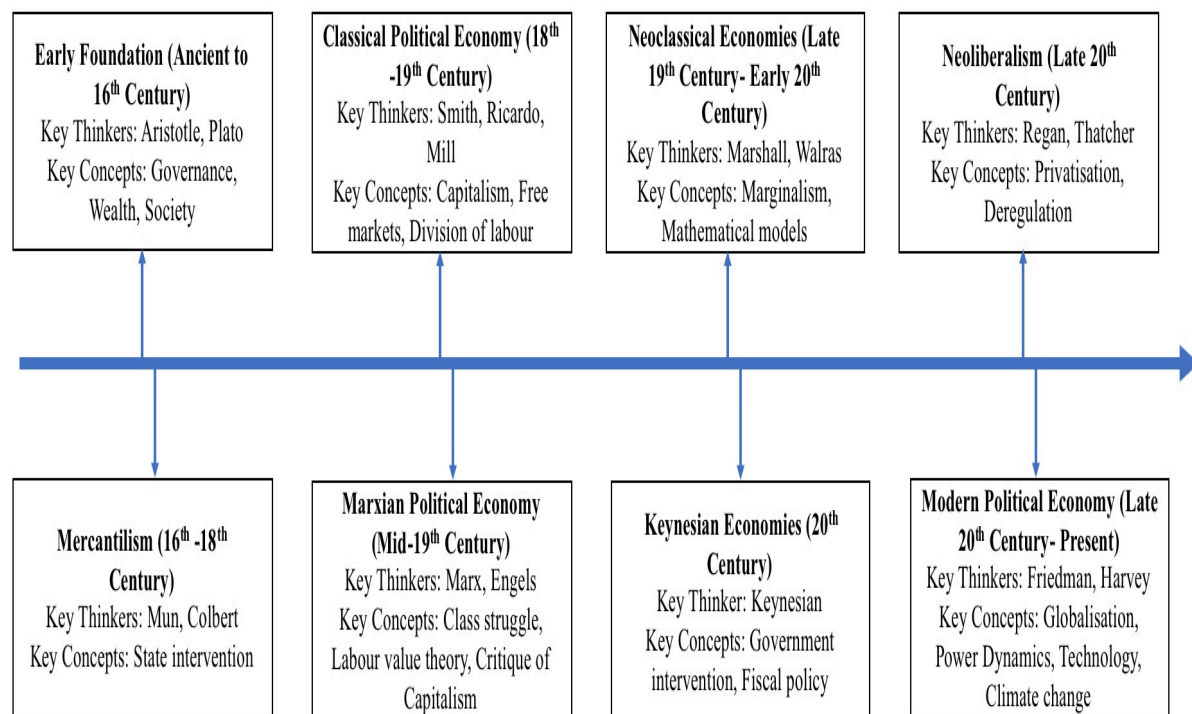 Early Foundation (Ancient to
16th Century)
Key Thinkers: Aristotle, Plato
Key Concepts: Governance,
Wealth, Society
Classical Political Economy (18th
-19th Century)
Key Thinkers: Smith, Ricardo,
Mill
Key Concepts: Capitalism, Free
markets, Division of labour
Neoclassical Economies (Late
19th Century- Early 20th
Century)
Key Thinkers: Marshall, Walras
Key Concepts: Marginalism,
Mathematical models
Neoliberalism (Late 20th
Century)
Key Thinkers: Regan, Thatcher
Key Concepts: Privatisation,
Deregulation
Mercantilism (16th -18th
Century)
Key Thinkers: Mun, Colbert
Key Concepts: State intervention
Marxian Political Economy
(Mid-19th Century)
Key Thinkers: Marx, Engels
Key Concepts: Class struggle,
Labour value theory, Critique of
Capitalism
Keynesian Economies (20th
Century)
Key Thinker: Keynesian
Key Concepts: Government
intervention, Fiscal policy
Modern Political Economy (Late
20th Century- Present)
Key Thinkers: Friedman, Harvey
Key Concepts: Globalisation,
Power Dynamics, Technology,
Climate change